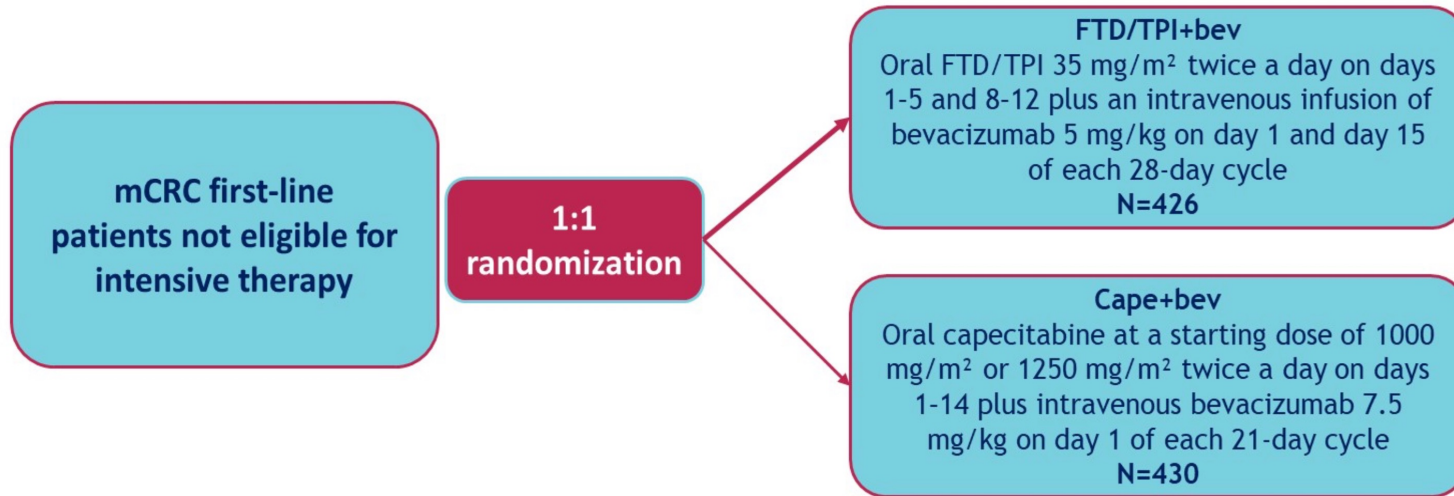 mCRC first-line
patients not eligible for
intensive therapy
1:1
randomization
FTD/TPI+bev
Oral FTD/TPI 35 mg/m² twice a day on days
1-5 and 8-12 plus an intravenous infusion of
bevacizumab 5 mg/kg on day 1 and day 15
of each 28-day cycle
N=426
Cape+bev
Oral capecitabine at a starting dose of 1000
mg/m² or 1250 mg/m² twice a day on days
1-14 plus intravenous bevacizumab 7.5
mg/kg on day 1 of each 21-day cycle
N=430